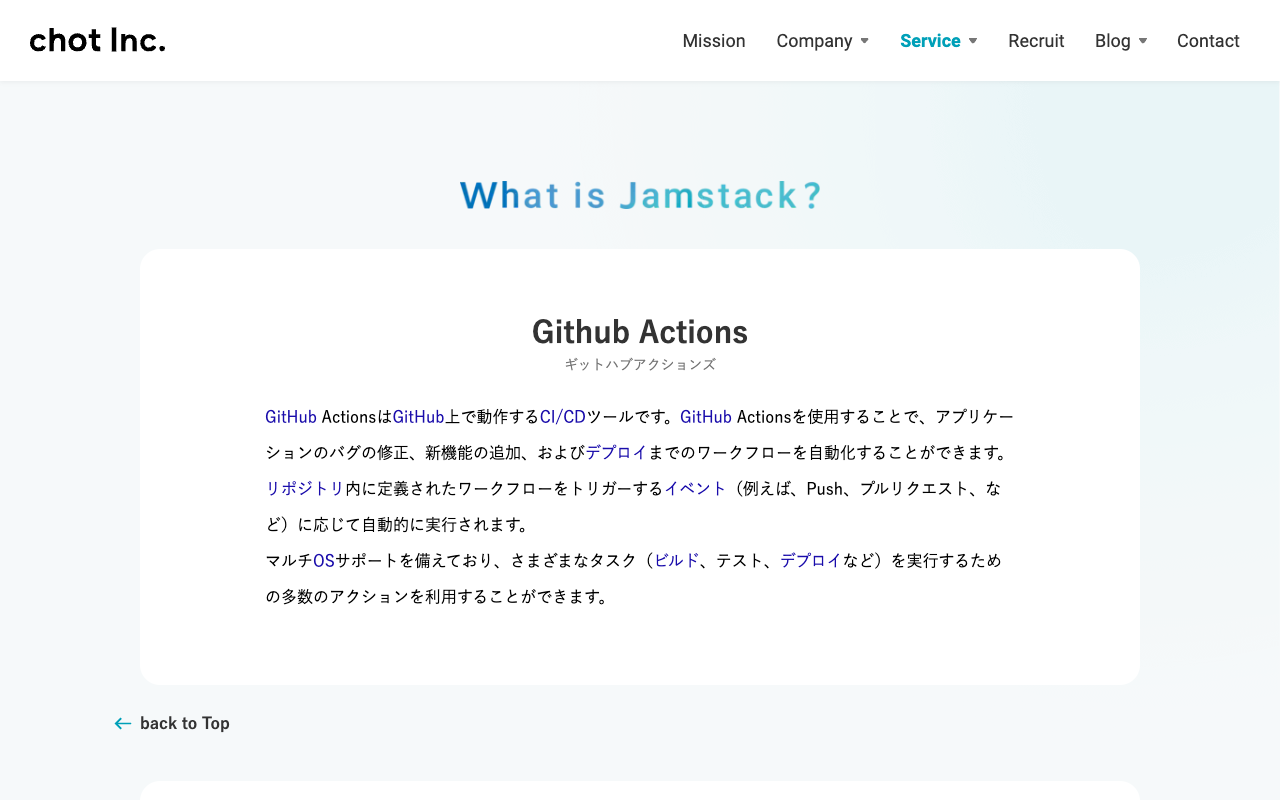 chot Inc.
Mission
Company
Service
Recruit
Blog
Contact
What is Jamstack?
Github Actions
ギットハブアクションズ
GitHub ActionsはGitHub上で動作するCI/CDツールです。GitHub Actionsを使用することで、アプリケー
ションのバグの修正、新機能の追加、およびデプロイまでのワークフローを自動化することができます。
リポジトリ内に定義されたワークフローをトリガーするイベント（例えば、Push、プルリクエスト、な
ど）に応じて自動的に実行されます。
マルチOSサポートを備えており、さまざまなタスク（ビルド、テスト、デプロイなど）を実行するため
の多数のアクションを利用することができます。
back to Top